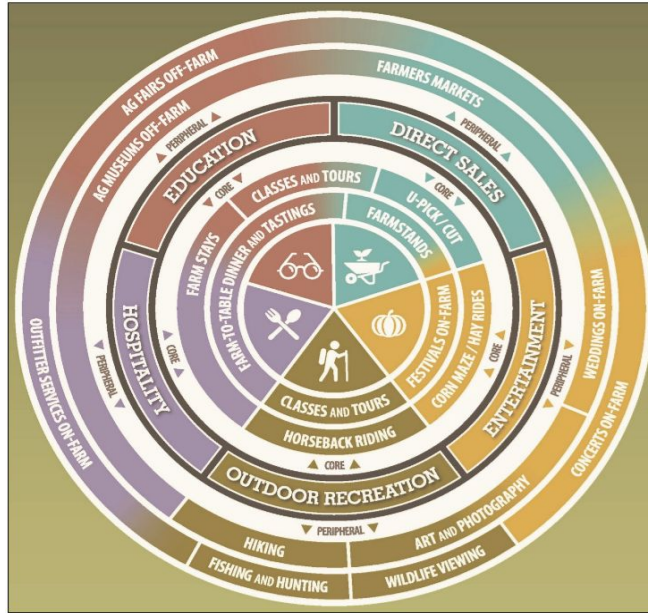 AG FAIRS OFF-FARM
AG MUSEUMS OFF-FARM
FARMERS MARKETS
PERIPHERAL
PERIPHERAL
EDUCATION
DIRECT SALES
CORE
CORE
CLASSES AND TOURS
U-PICK / CUT
FARM STAYS
FARM-TO-TABLE DINNER AND TASTINGS
FARMSTANDS
HOSPITALITY
CORE
PERIPHERAL
OUTFITTER SERVICES ON-FARM
FESTIVALS ON-FARM
CORN MAZE / HAY RIDES
CORE
ENTERTAINMENT
PERIPHERAL
WEDDINGS ON-FARM
CONCERTS ON-FARM
CLASSES AND TOURS
HORSEBACK RIDING
CORE
OUTDOOR RECREATION
PERIPHERAL
HIKING
ART AND PHOTOGRAPHY
FISHING AND HUNTING
WILDLIFE VIEWING